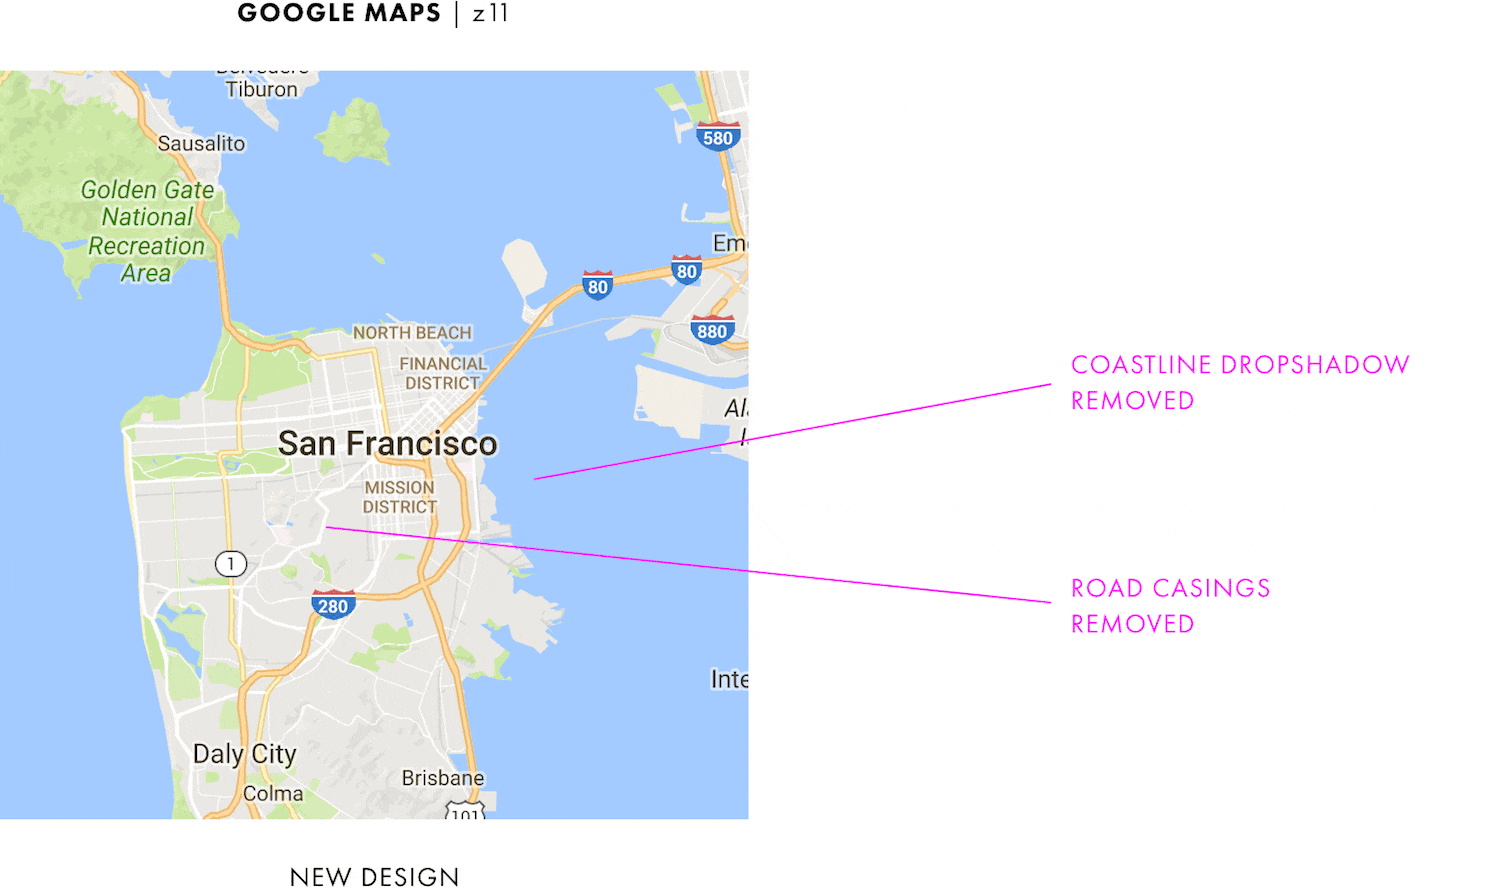 GOOGLE MAPS | z11
Tiburon
580
Sausalito
Golden Gate
National
Recreation
Area
Em
80
80
880
NORTH BEACH
FINANCIAL
DISTRICT
COASTLINE DROPSHADOW
REMOVED
San Francisco
MISSION
DISTRICT
1
280
ROAD CASINGS
REMOVED
Inte
Daly City
Brisbane
Colma
101
NEW DESIGN